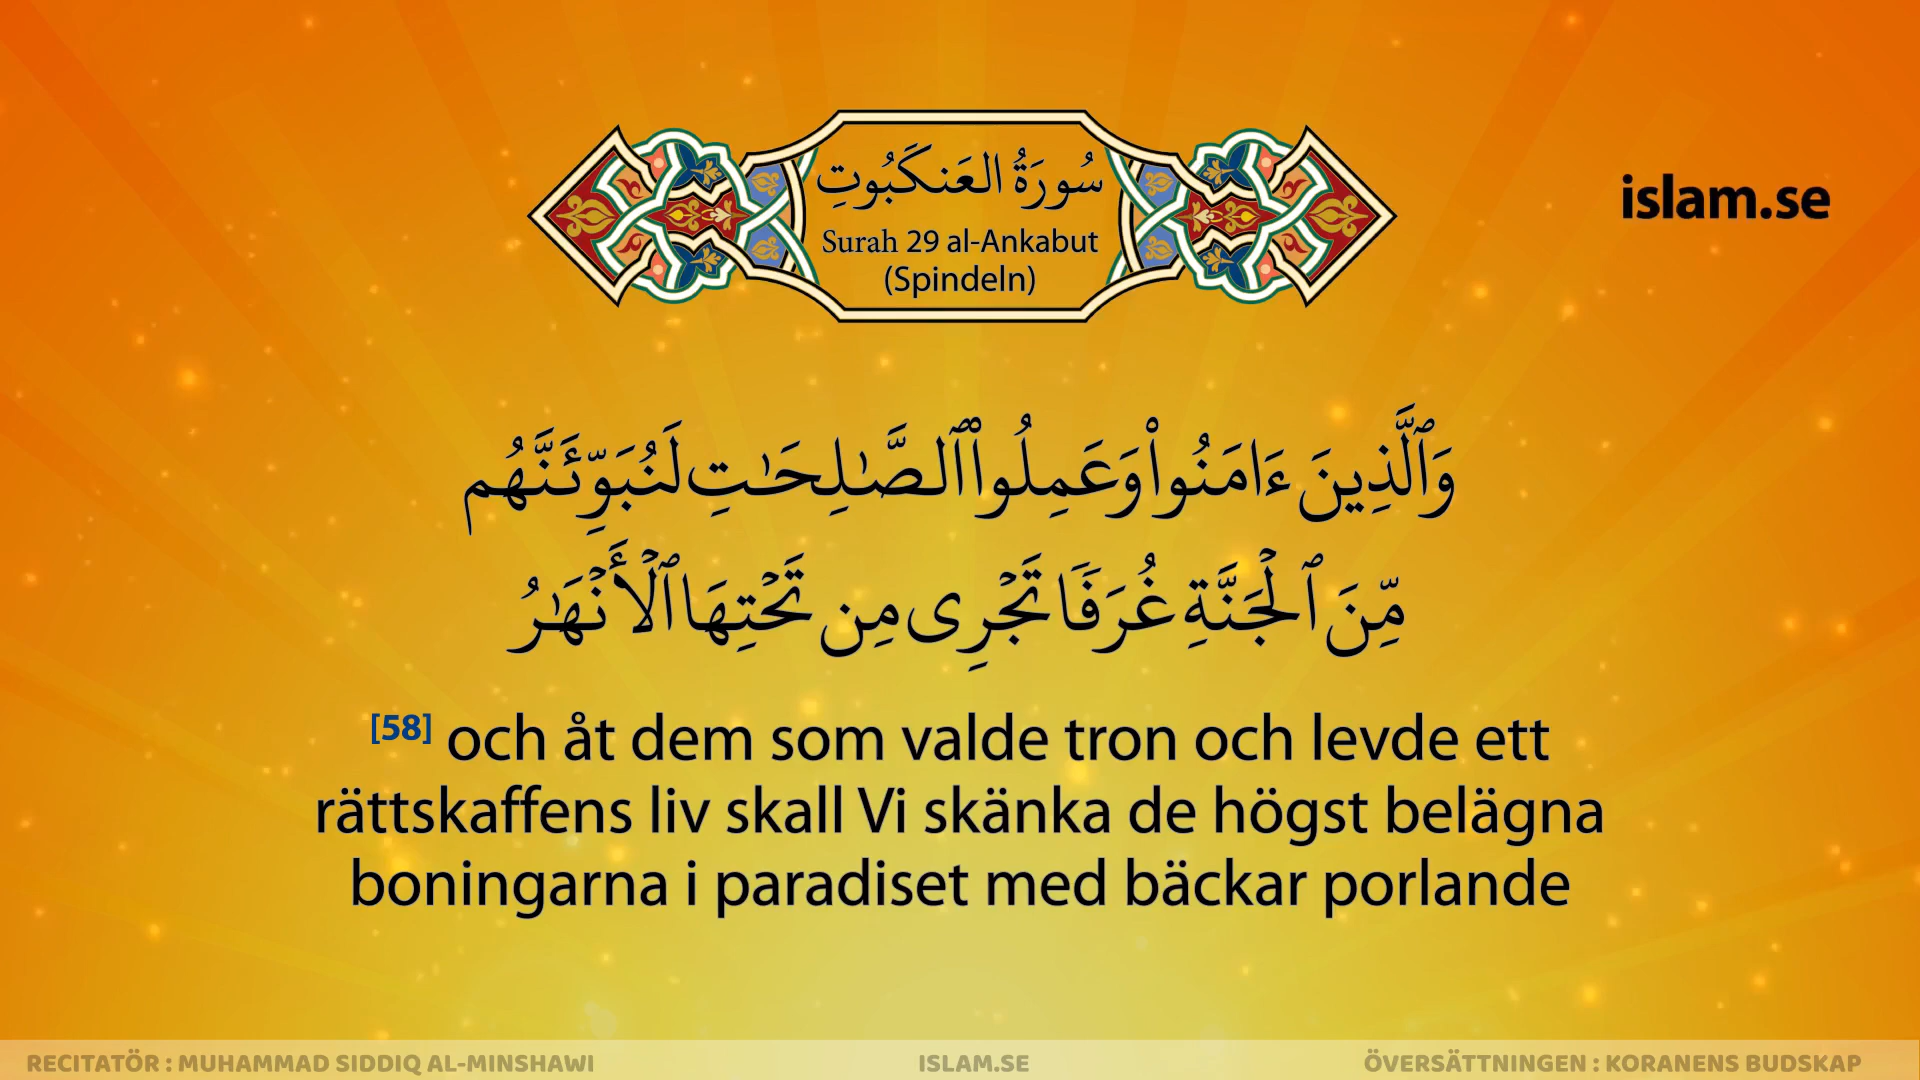 سُورَةُ العَنكَبُوتِ
Surah 29 al-Ankabut
(Spindeln)
islam.se
وَٱلَّذِينَ ءَامَنُوا۟ وَعَمِلُوا۟ ٱلصَّـٰلِحَـٰتِ لَنُبَوِّئَنَّهُم
مِّنَ ٱلْجَنَّةِ غُرَفًا تَجْرِى مِن تَحْتِهَا ٱلْأَنْهَـٰرُ
[58] och åt dem som valde tron och levde ett
rättskaffens liv skall Vi skänka de högst belägna
boningarna i paradiset med bäckar porlande
RECITATÖR : MUHAMMAD SIDDIQ AL-MINSHAWI
ISLAM.SE
ÖVERSÄTTNINGEN : KORANENS BUDSKAP